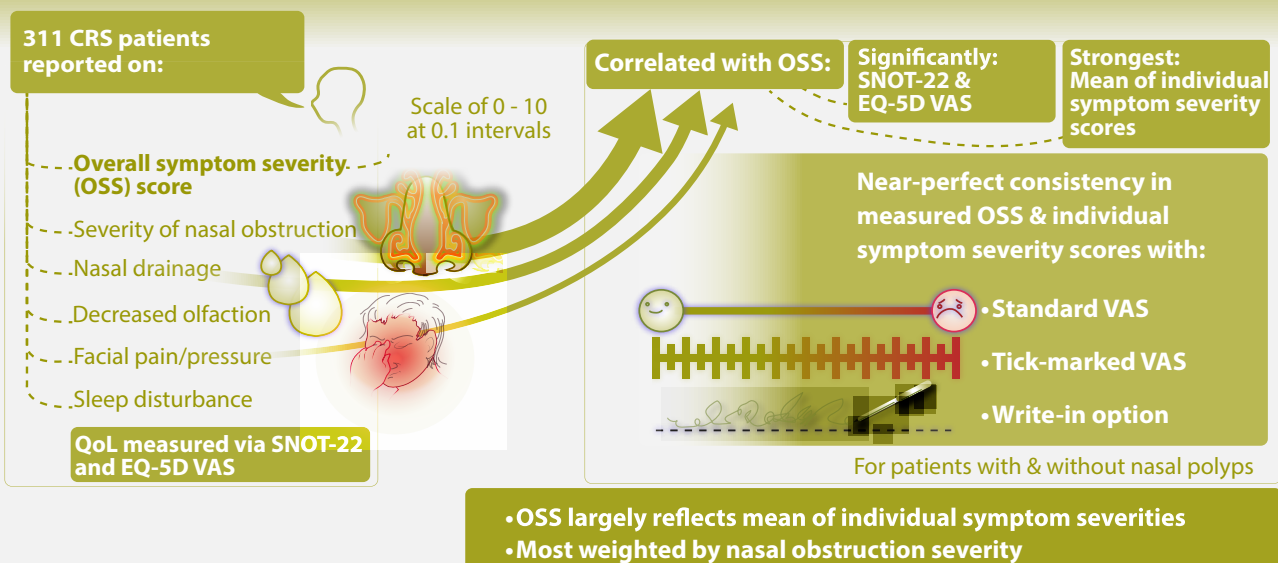 311 CRS patients
reported on:
Scale of 0 - 10
at 0.1 intervals
Overall symptom severity
(OSS) score
Severity of nasal obstruction
Nasal drainage
Decreased olfaction
Facial pain/pressure
Sleep disturbance
QoL measured via SNOT-22
and EQ-5D VAS
Correlated with OSS:
Significantly:
SNOT-22 &
EQ-5D VAS
Strongest:
Mean of individual
symptom severity
scores
Near-perfect consistency in
measured OSS & individual
symptom severity scores with:
•Standard VAS
•Tick-marked VAS
•Write-in option
For patients with & without nasal polyps
•OSS largely reflects mean of individual symptom severities
•Most weighted by nasal obstruction severity